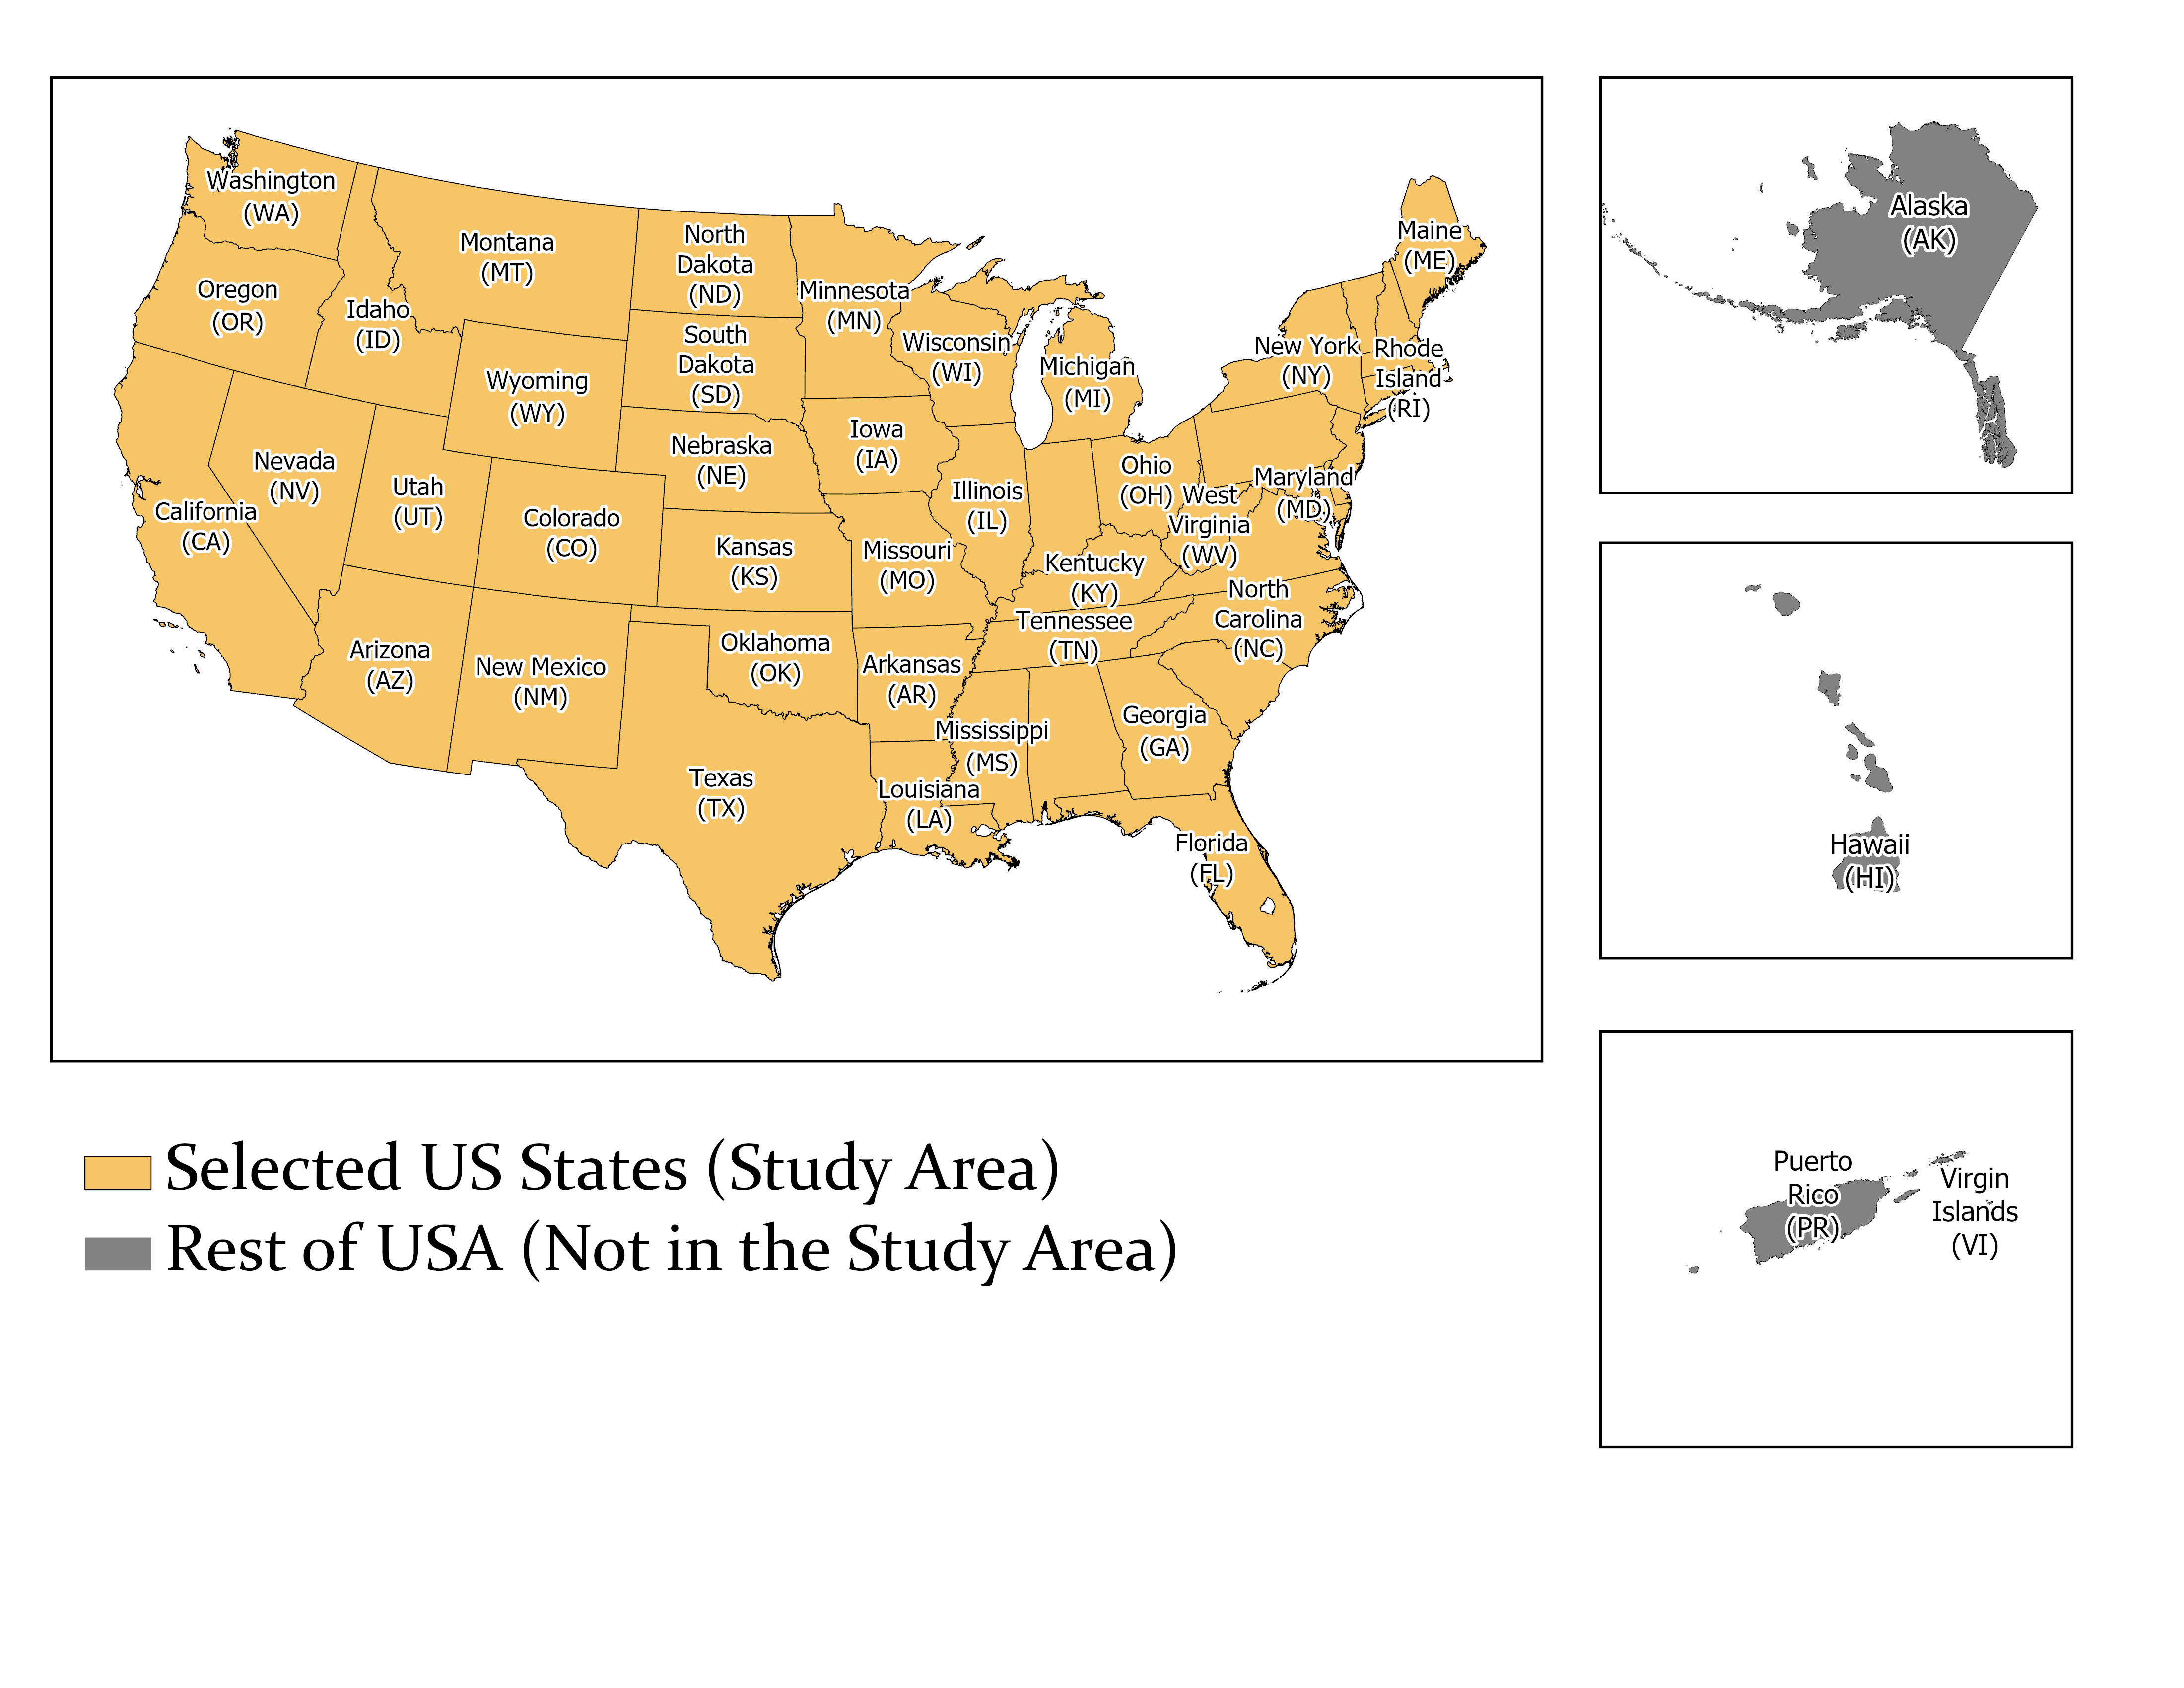 Washington
(WA)
Oregon
(OR)
California
(CA)
Nevada
(NV)
Idaho
(ID)
Montana
(MT)
Wyoming
(WY)
Utah
(UT)
Colorado
(CO)
Arizona
(AZ)
New Mexico
(NM)
North
Dakota
(ND)
South
Dakota
(SD)
Nebraska
(NE)
Kansas
(KS)
Oklahoma
(OK)
Texas
(TX)
Minnesota
(MN)
Iowa
(IA)
Missouri
(MO)
Arkansas
(AR)
Louisiana
(LA)
Wisconsin
(WI)
Illinois
(IL)
Mississippi
(MS)
Michigan
(MI)
Ohio
(OH)
Kentucky
(KY)
Tennessee
(TN)
Georgia
(GA)
Florida
(FL)
West
Virginia
(WV)
North
Carolina
(NC)
Maryland
(MD)
New York
(NY)
Rhode
Island
(RI)
Maine
(ME)
Alaska
(AK)
Hawaii
(HI)
Puerto
Rico
(PR)
Virgin
Islands
(VI)
Selected US States (Study Area)
Rest of USA (Not in the Study Area)